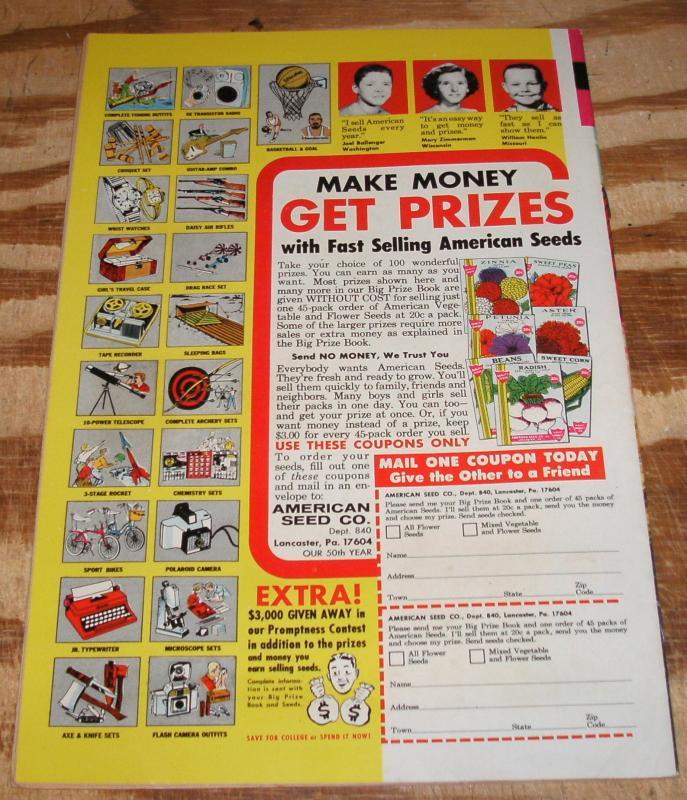 COMPLETE FISHING OUTFITS
SK TRANSISTOR RADIO
BASKETBALL & GOAL
CROQUET SET
GUITAR-AMP COMBO
WRIST WATCHES
DAISY AIR RIFLES
GIRL'S TRAVEL CASE
DRAG RACE SET
TAPE RECORDER
SLEEPING BAGS
10-POWER TELESCOPE
COMPLETE ARCHERY SETS
3-STAGE ROCKET
CHEMISTRY SETS
SPORT BIKES
POLAROID CAMERA
JR. TYPEWRITER
MICROSCOPE SETS
AXE & KNIFE SETS
FLASH CAMERA OUTFITS
"I sell American
Seeds every
year."
Joel Ballenger
Washington
"It's an easy way
to get money
and prizes."
Mary Zimmerman
Wisconsin
"They sell as
fast as I can
show them."
William Henlin
Missouri
MAKE MONEY
GET PRIZES
with Fast Selling American Seeds
Take your choice of 100 wonderful
prizes. You can earn as many as you
want. Most prizes shown here and
many more in our Big Prize Book are
given WITHOUT COST for selling just
one 45-pack order of American Vege-
table and Flower Seeds at 20c a pack.
Some of the larger prizes require more
sales or extra money as explained in
the Big Prize Book.
Send NO MONEY, We Trust You
Everybody wants American Seeds.
They're fresh and ready to grow. You'll
sell them quickly to family, friends and
neighbors. Many boys and girls sell
their packs in one day. You can too—
and get your prize at once. Or, if you
want money instead of a prize, keep
$3.00 for every 45-pack order you sell.
ZINNIA
SWEET PEAS
PETUNIA
ASTER
BEANS
SWEET CORN
RADISH
USE THESE COUPONS ONLY
To order your
seeds, fill out one
of these coupons
and mail in an en-
velope to:
AMERICAN
SEED CO.
Dept. 840
Lancaster, Pa. 17604
OUR 50th YEAR
EXTRA!
$3,000 GIVEN AWAY in
our Promptness Contest
in addition to the prizes
and money you
earn selling seeds.
Complete informa-
tion is sent with
your Big Prize
Book and Seeds.
$ $
SAVE FOR COLLEGE or SPEND IT NOW!
MAIL ONE COUPON TODAY
Give the Other to a Friend
AMERICAN SEED CO., Dept. 840, Lancaster, Pa. 17604
Please send me your Big Prize Book and one order of 45 packs of
American Seeds. I'll sell them at 20c a pack, send you the money
and choose my prize. Send seeds checked.
All Flower
Seeds
Mixed Vegetable
and Flower Seeds
Name
Address
Town State Zip Code
AMERICAN SEED CO., Dept. 840, Lancaster, Pa. 17604
Please send me your Big Prize Book and one order of 45 packs of
American Seeds. I'll sell them at 20c a pack, send you the money
and choose my prize. Send seeds checked.
All Flower
Seeds
Mixed Vegetable
and Flower Seeds
Name
Address
Town State Zip Code